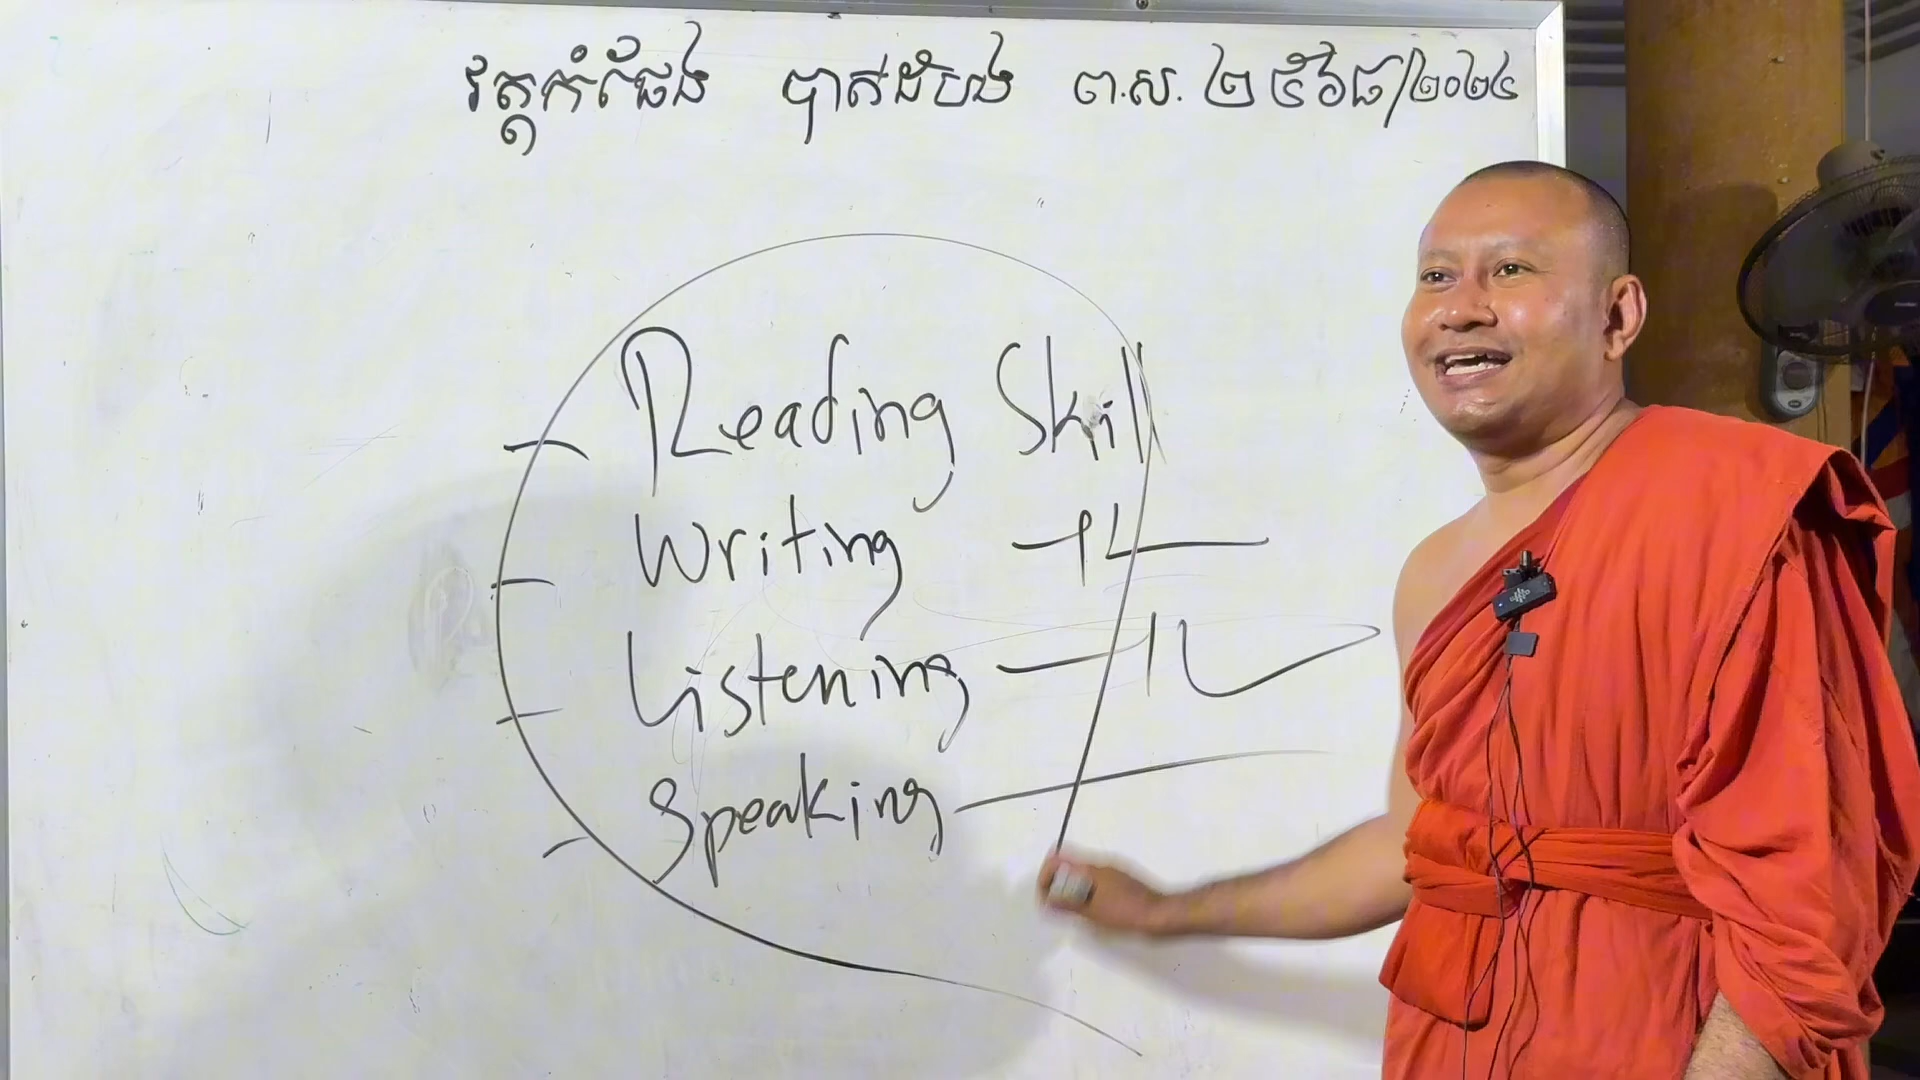 វត្តកំផែង បាត់ដំបង ព.ស. ២៥៦៨/២០២៤
Reading Skill
Writing
Listening
Speaking